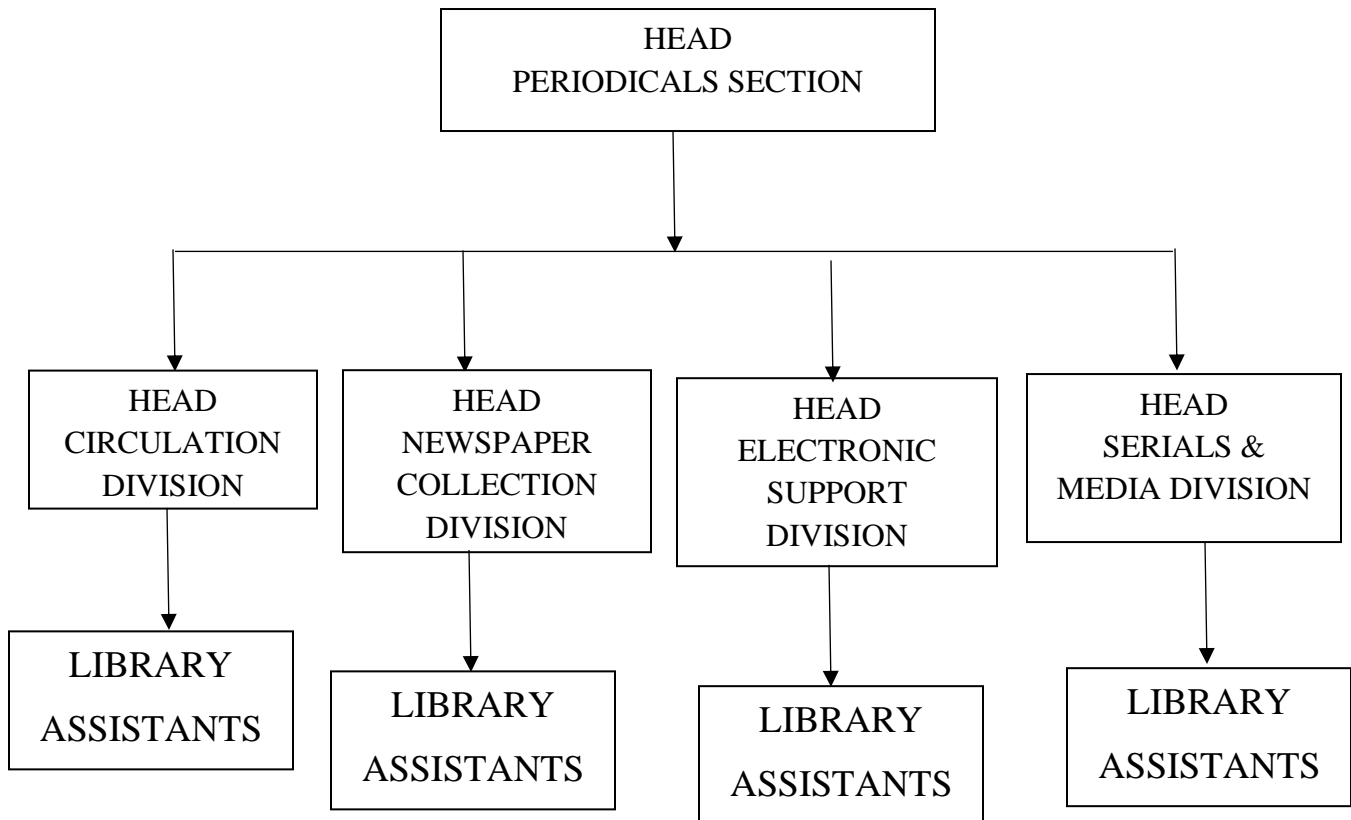 HEAD
PERIODICALS SECTION
HEAD
CIRCULATION
DIVISION
HEAD
NEWSPAPER
COLLECTION
DIVISION
HEAD
ELECTRONIC
SUPPORT
DIVISION
HEAD
SERIALS &
MEDIA DIVISION
LIBRARY
ASSISTANTS
LIBRARY
ASSISTANTS
LIBRARY
ASSISTANTS
LIBRARY
ASSISTANTS